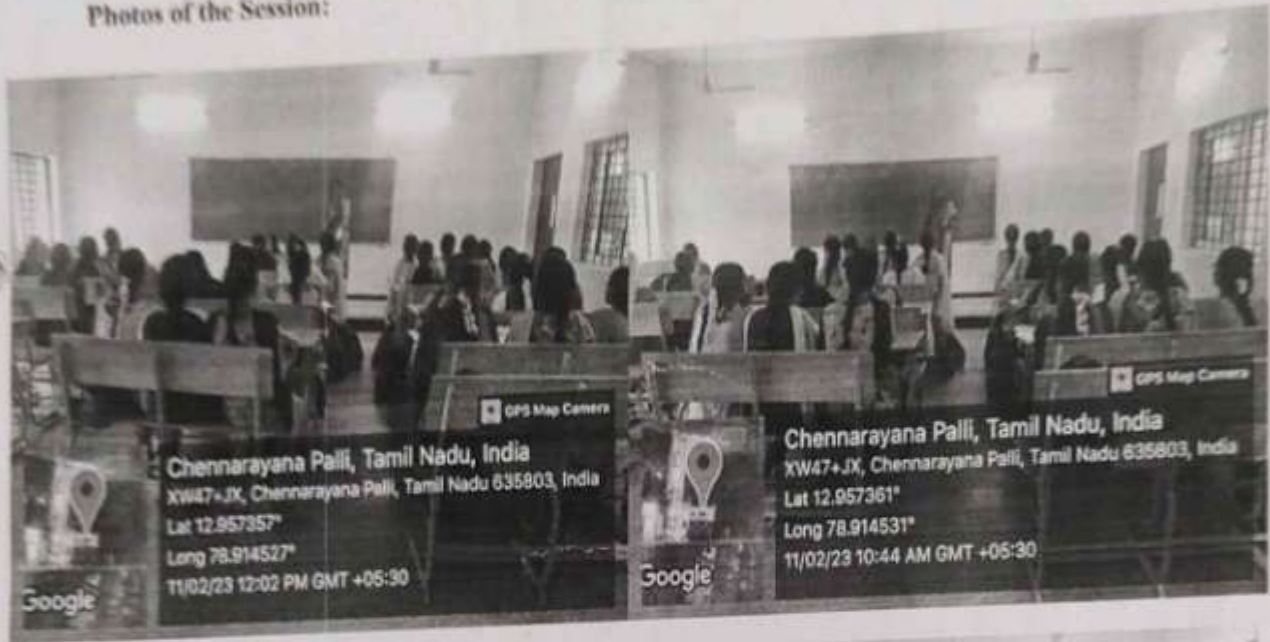 Photos of the Session:
GPS Map Camera
Chennarayana Palli, Tamil Nadu, India
XW47+JX, Chennarayana Palli, Tamil Nadu 635803, India
Lat 12.957357°
Long 78.914527°
11/02/23 12:02 PM GMT +05:30
Google
GPS Map Camera
Chennarayana Palli, Tamil Nadu, India
XW47+JX, Chennarayana Palli, Tamil Nadu 635803, India
Lat 12.957361°
Long 78.914531°
11/02/23 10:44 AM GMT +05:30
Google